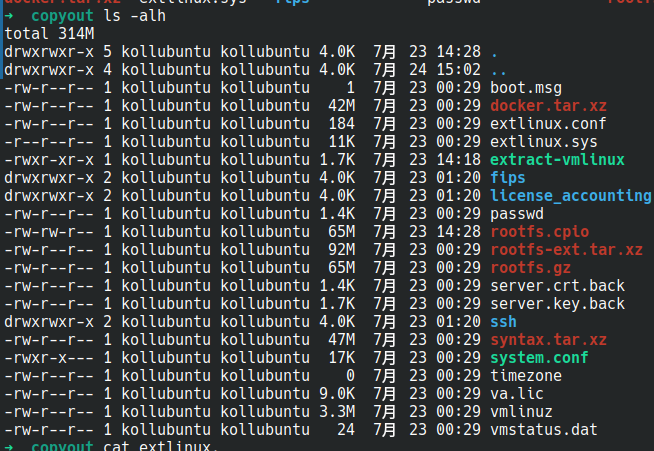 docker.tar.xz extlinux.sys fips passwd
➜ copyout ls -alh
total 314M
drwxrwxr-x 5 kollubuntu kollubuntu 4.0K 7月 23 14:28 .
drwxrwxr-x 4 kollubuntu kollubuntu 4.0K 7月 24 15:02 ..
-rw-r--r-- 1 kollubuntu kollubuntu 1 7月 23 00:29 boot.msg
-rw-r--r-- 1 kollubuntu kollubuntu 42M 7月 23 00:29 docker.tar.xz
-rw-r--r-- 1 kollubuntu kollubuntu 184 7月 23 00:29 extlinux.conf
-r--r--r-- 1 kollubuntu kollubuntu 11K 7月 23 00:29 extlinux.sys
-rwxr-xr-x 1 kollubuntu kollubuntu 1.7K 7月 23 14:18 extract-vmlinux
drwxrwxr-x 2 kollubuntu kollubuntu 4.0K 7月 23 01:20 fips
drwxrwxr-x 2 kollubuntu kollubuntu 4.0K 7月 23 01:20 license_accounting
-rw-r--r-- 1 kollubuntu kollubuntu 1.4K 7月 23 00:29 passwd
-rw-rw-r-- 1 kollubuntu kollubuntu 65M 7月 23 14:28 rootfs.cpio
-rw-r--r-- 1 kollubuntu kollubuntu 92M 7月 23 00:29 rootfs-ext.tar.xz
-rw-r--r-- 1 kollubuntu kollubuntu 65M 7月 23 00:29 rootfs.gz
-rw-r--r-- 1 kollubuntu kollubuntu 1.4K 7月 23 00:29 server.crt.back
-rw-r--r-- 1 kollubuntu kollubuntu 1.7K 7月 23 00:29 server.key.back
drwxrwxr-x 2 kollubuntu kollubuntu 4.0K 7月 23 01:20 ssh
-rw-r--r-- 1 kollubuntu kollubuntu 47M 7月 23 00:29 syntax.tar.xz
-rwxr-x--- 1 kollubuntu kollubuntu 17K 7月 23 00:29 system.conf
-rw-r--r-- 1 kollubuntu kollubuntu 0 7月 23 00:29 timezone
-rw-r--r-- 1 kollubuntu kollubuntu 9.0K 7月 23 00:29 va.lic
-rw-r--r-- 1 kollubuntu kollubuntu 3.3M 7月 23 00:29 vmlinuz
-rw-r--r-- 1 kollubuntu kollubuntu 24 7月 23 00:29 vmstatus.dat
➜ copyout cat extlinux.